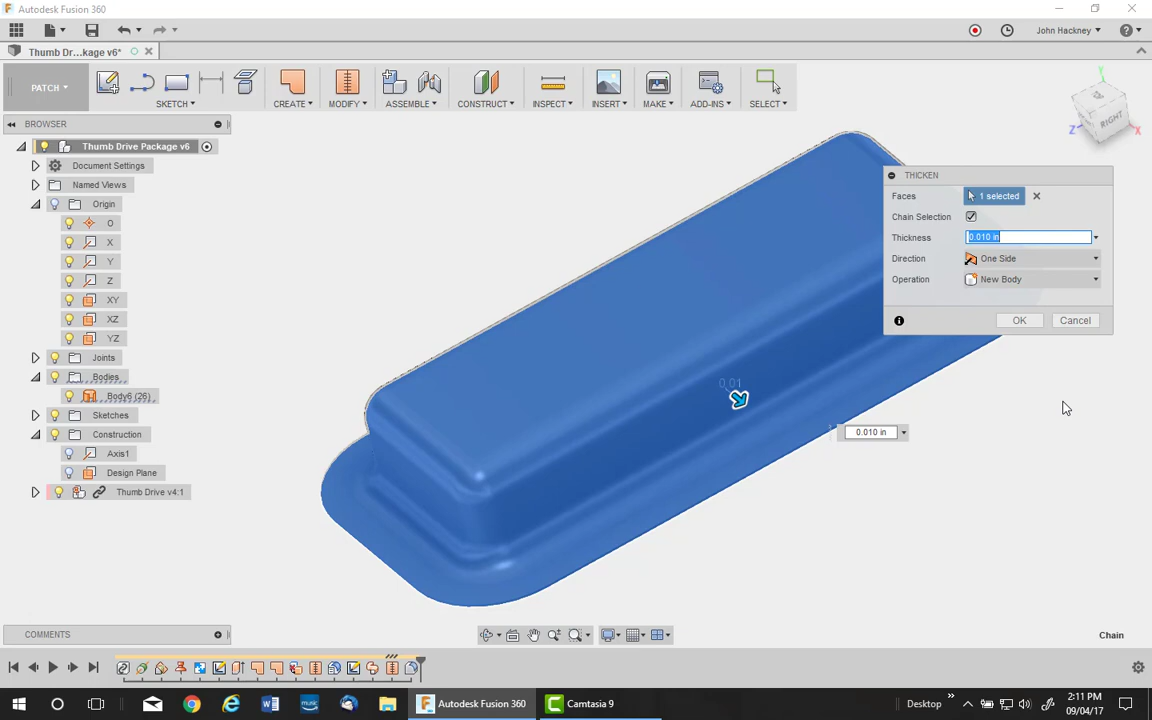 Autodesk Fusion 360
John Hackney
Thumb Dr...kage v6*
PATCH
SKETCH
CREATE
MODIFY
ASSEMBLE
CONSTRUCT
INSPECT
INSERT
MAKE
ADD-INS
SELECT
BROWSER
Thumb Drive Package v6
Document Settings
Named Views
Origin
O
X
Y
Z
XY
XZ
YZ
Joints
Bodies
Body6 (26)
Sketches
Construction
Axis1
Design Plane
Thumb Drive v4:1
Y
RIGHT
Z
X
THICKEN
Faces
1 selected
Chain Selection
Thickness
0.010 in
Direction
One Side
Operation
New Body
OK
Cancel
0.01
0.010 in
COMMENTS
Chain
Autodesk Fusion 360
Camtasia 9
Desktop
2:11 PM
09/04/17